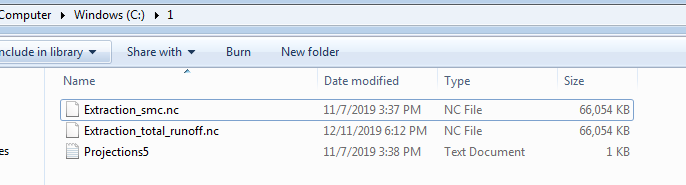 Computer ▸ Windows (C:) ▸ 1
nclude in library Share with Burn New folder
Name Date modified Type Size
Extraction_smc.nc 11/7/2019 3:37 PM NC File 66,054 KB
Extraction_total_runoff.nc 12/11/2019 6:12 PM NC File 66,054 KB
es Projections5 11/7/2019 3:38 PM Text Document 1 KB